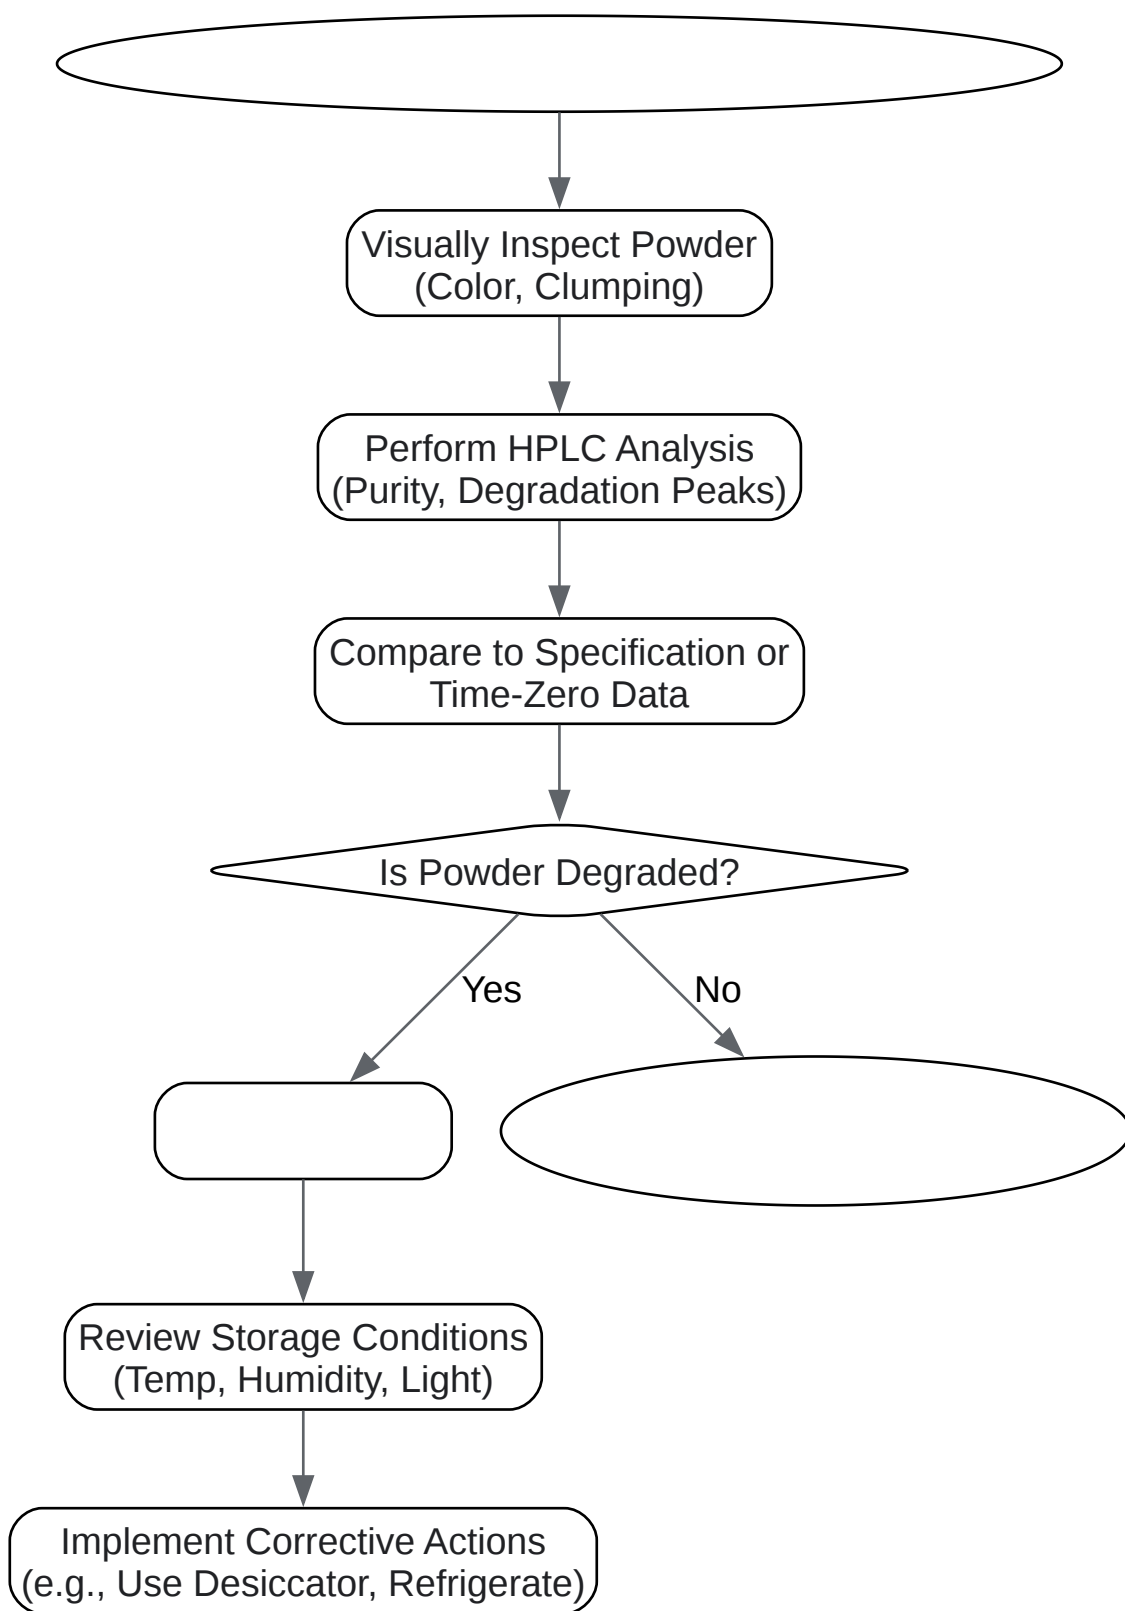 Visually Inspect Powder
(Color, Clumping)
Perform HPLC Analysis
(Purity, Degradation Peaks)
Compare to Specification or
Time-Zero Data
Is Powder Degraded?
Yes
No
Review Storage Conditions
(Temp, Humidity, Light)
Implement Corrective Actions
(e.g., Use Desiccator, Refrigerate)